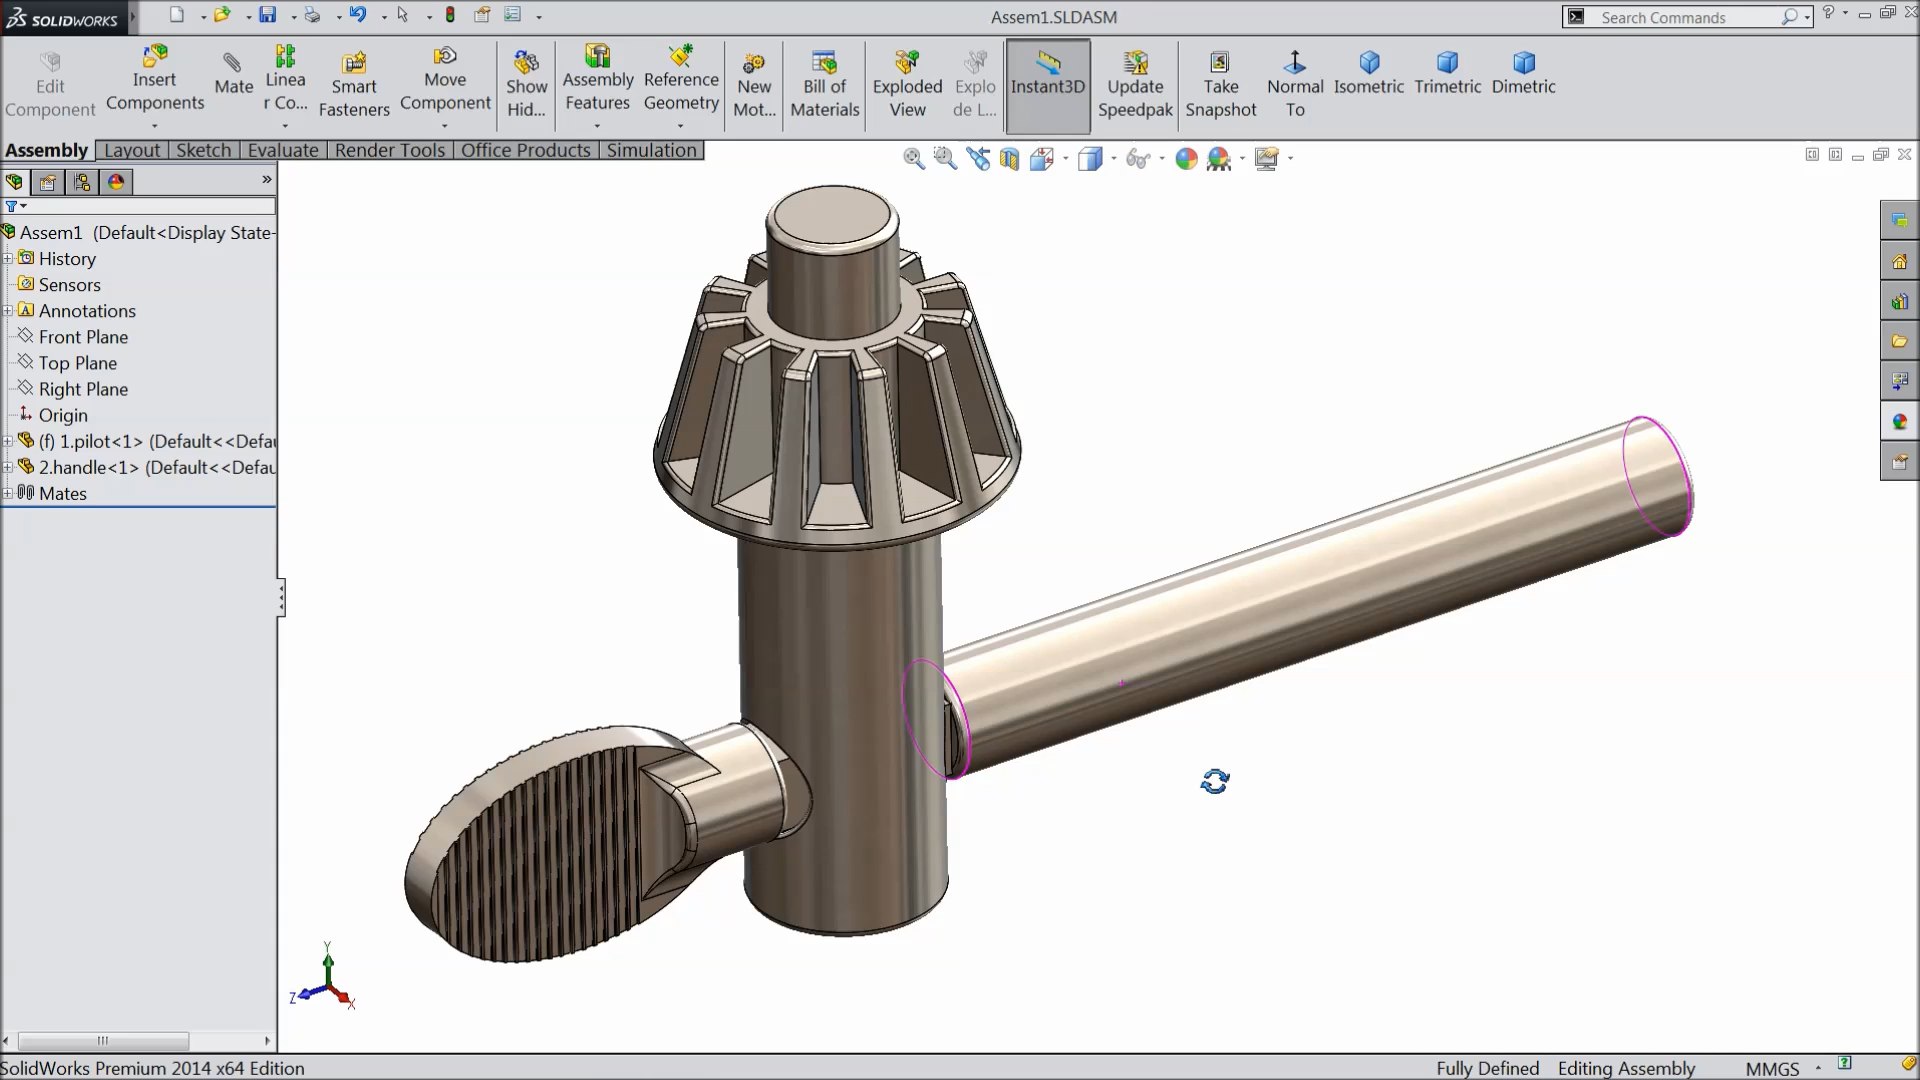 SOLIDWORKS
Assem1.SLDASM
Search Commands
?
Edit Component
Insert Components
Mate
Linea r Co...
Smart Fasteners
Move Component
Show Hid...
Assembly Features
Reference Geometry
New Mot...
Bill of Materials
Exploded View
Explo de L...
Instant3D
Update Speedpak
Take Snapshot
Normal To
Isometric
Trimetric
Dimetric
Assembly Layout Sketch Evaluate Render Tools Office Products Simulation
»
Assem1 (Default<Display State-
History
Sensors
A Annotations
Front Plane
Top Plane
Right Plane
Origin
(f) 1.pilot<1> (Default<<Defau
2.handle<1> (Default<<Defau
Mates
Y
Z
X
SolidWorks Premium 2014 x64 Edition
Fully Defined Editing Assembly MMGS ?